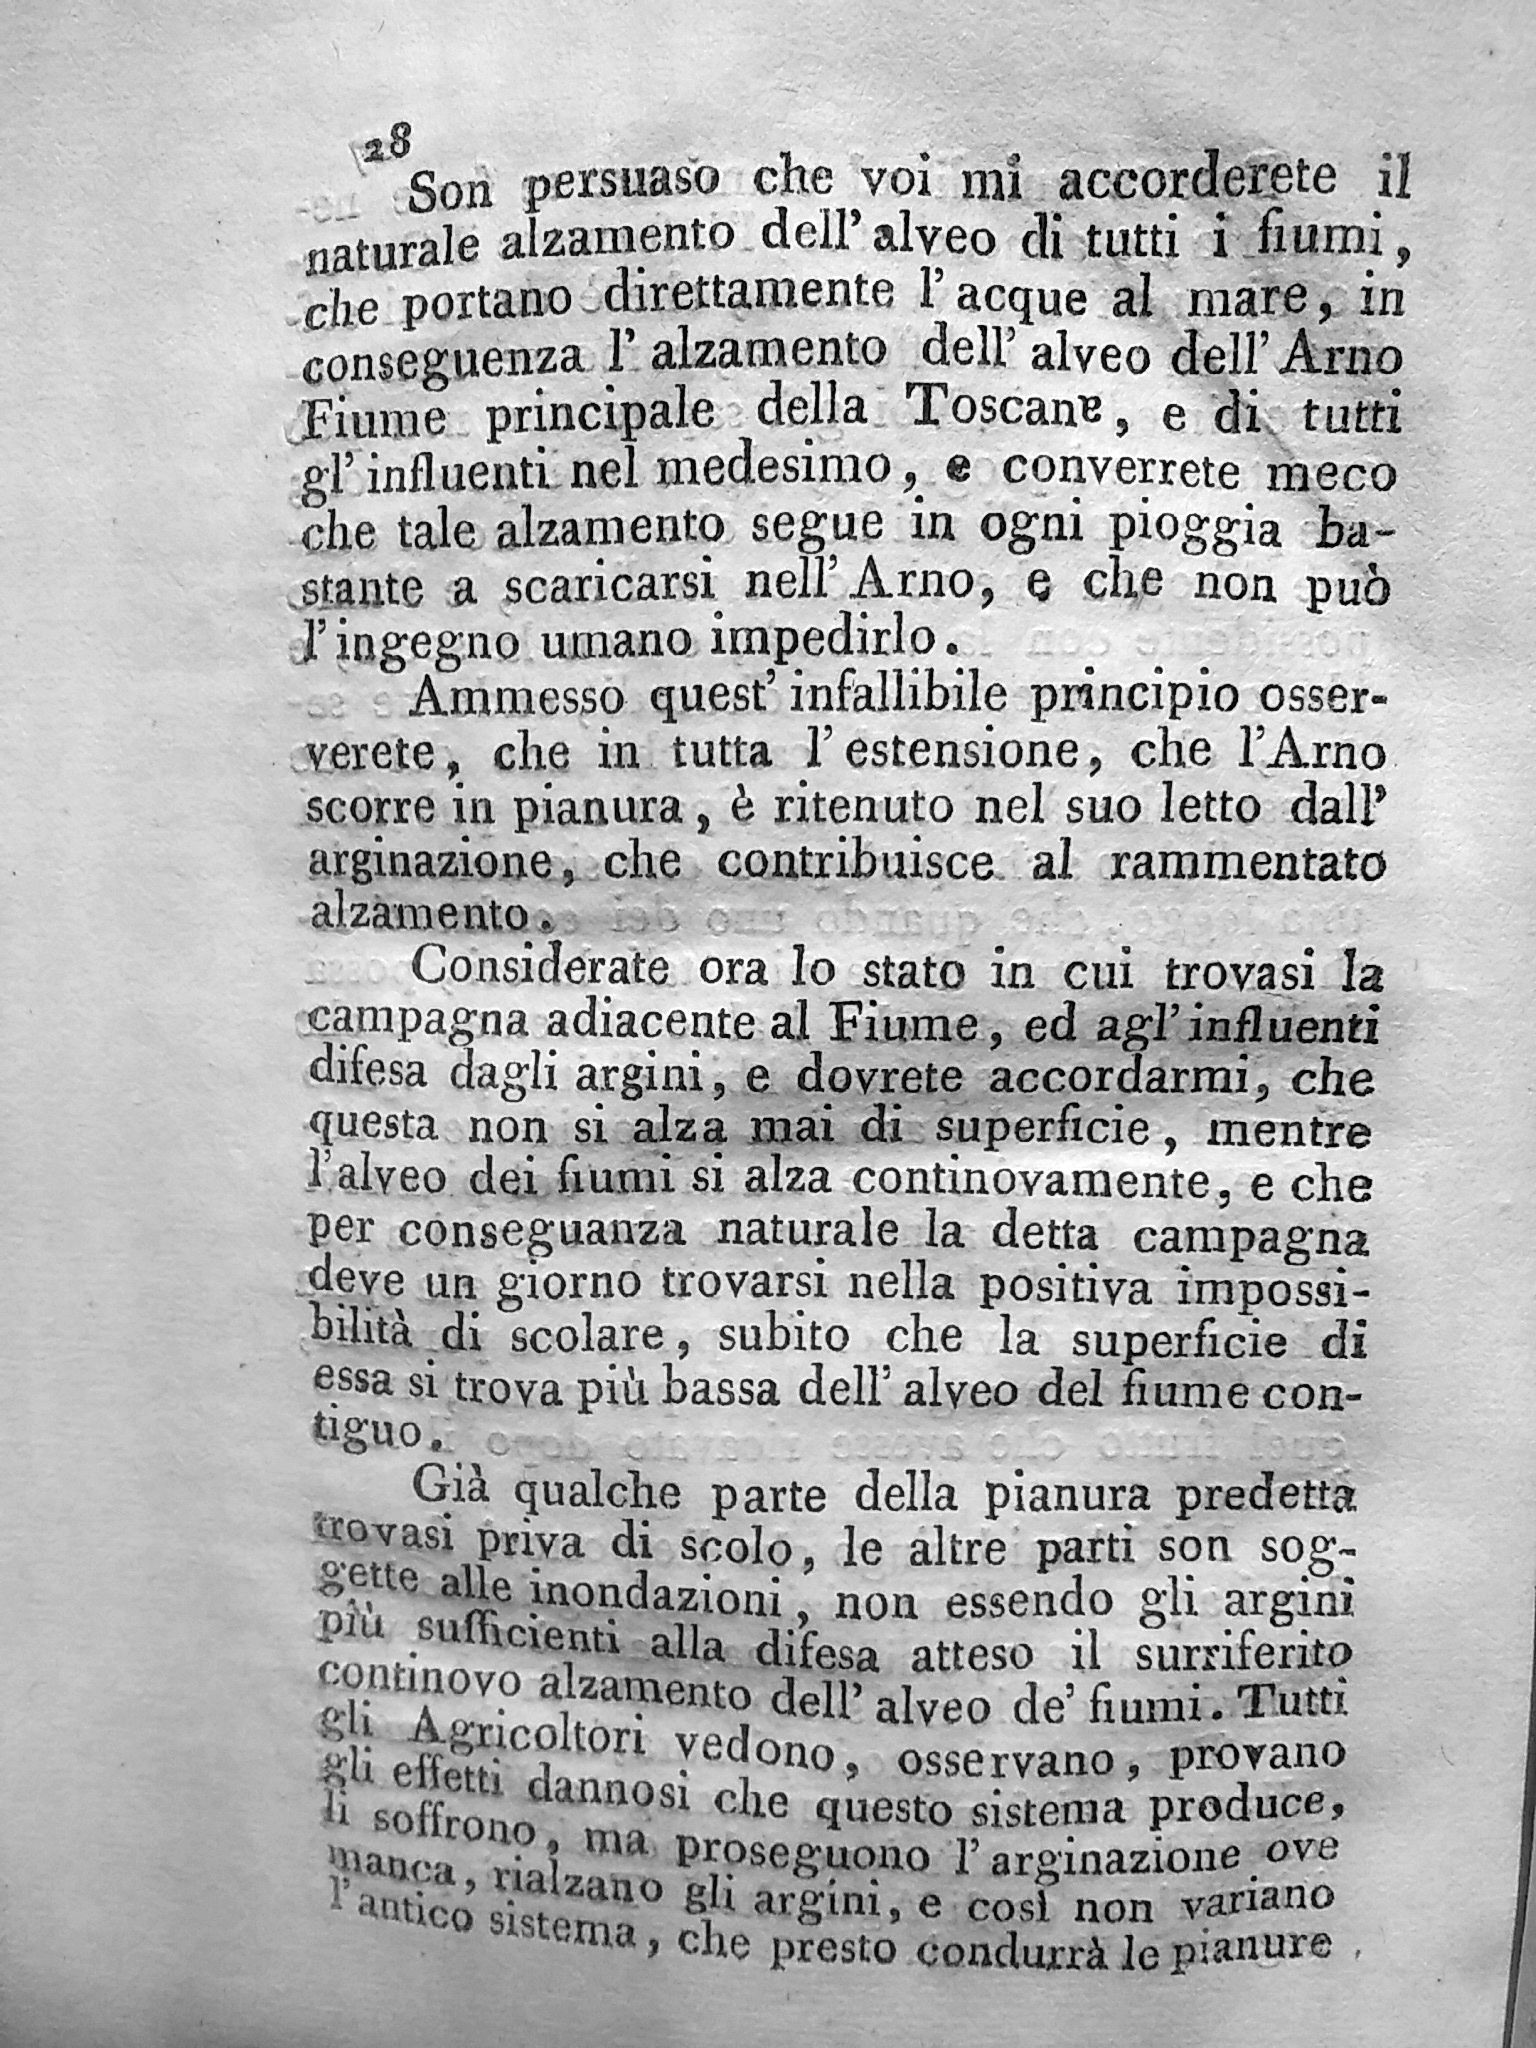 28
Son persuaso che voi mi accorderete il
naturale alzamento dell' alveo di tutti i fiumi,
che portano direttamente l' acque al mare, in
conseguenza l' alzamento dell' alveo dell' Arno
Fiume principale della Toscana, e di tutti
gl' influenti nel medesimo, e converrete meco
che tale alzamento segue in ogni pioggia ba-
stante a scaricarsi nell' Arno, e che non può
l' ingegno umano impedirlo.
Ammesso quest' infallibile principio osser-
verete, che in tutta l' estensione, che l' Arno
scorre in pianura, è ritenuto nel suo letto dall'
arginazione, che contribuisce al rammentato
alzamento.
Considerate ora lo stato in cui trovasi la
campagna adiacente al Fiume, ed agl' influenti
difesa dagli argini, e dovrete accordarmi, che
questa non si alza mai di superficie, mentre
l' alveo dei fiumi si alza continovamente, e che
per conseguanza naturale la detta campagna
deve un giorno trovarsi nella positiva impossi-
bilità di scolare, subito che la superficie di
essa si trova più bassa dell' alveo del fiume con-
tiguo.
Già qualche parte della pianura predetta
trovasi priva di scolo, le altre parti son sog-
gette alle inondazioni, non essendo gli argini
più sufficienti alla difesa atteso il surriferito
continovo alzamento dell' alveo de' fiumi. Tutti
gli Agricoltori vedono, osservano, provano
gli effetti dannosi che questo sistema produce,
li soffrono, ma proseguono l' arginazione ove
manca, rialzano gli argini, e così non variano
l' antico sistema, che presto condurrà le pianure